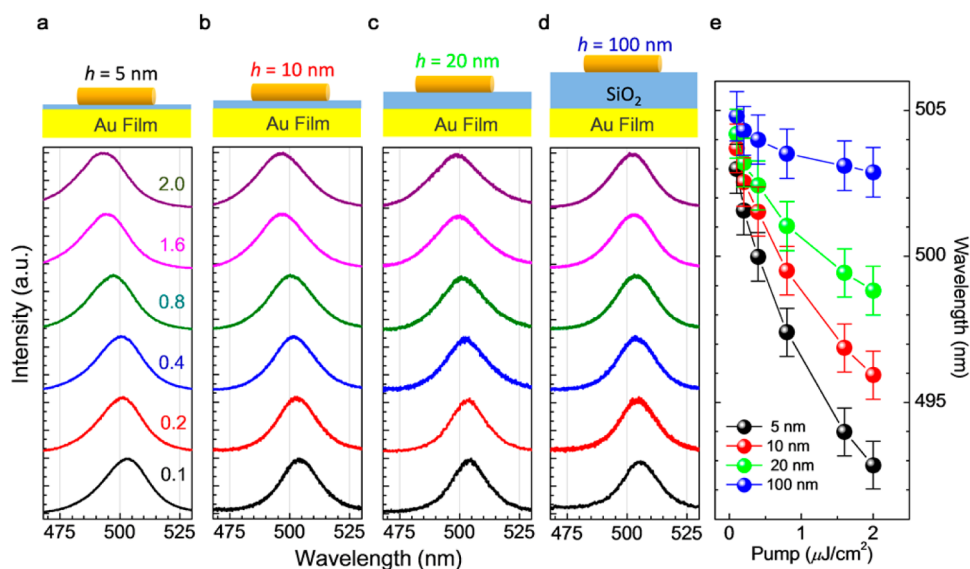 a
b
c
d
e
h = 5 nm
h = 10 nm
h = 20 nm
h = 100 nm
SiO₂
Au Film
Au Film
Au Film
Au Film
2.0
1.6
0.8
0.4
0.2
0.1
Intensity (a.u.)
475 500 525
475 500 525
475 500 525
475 500 525
Wavelength (nm)
505
500
495
490
Wavelength (nm)
5 nm
10 nm
20 nm
100 nm
0 1 2
Pump (μJ/cm²)